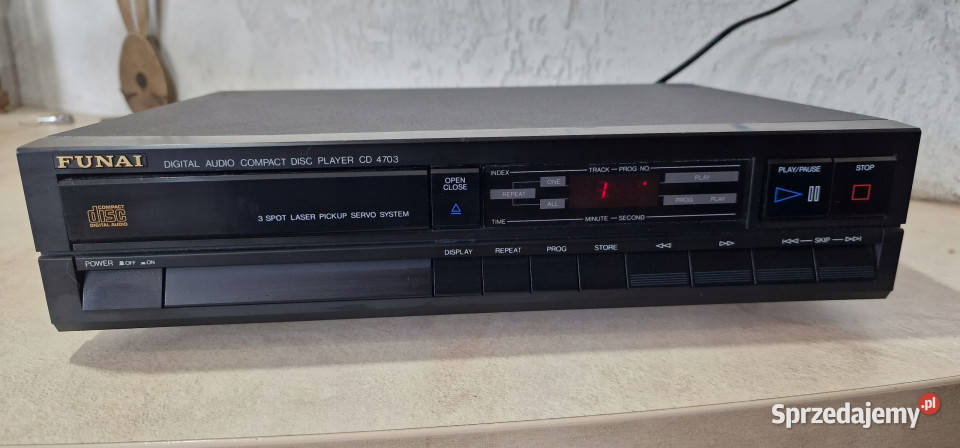 FUNAI DIGITAL AUDIO COMPACT DISC PLAYER CD 4703
COMPACT
disc
DIGITAL AUDIO
3 SPOT LASER PICKUP SERVO SYSTEM
OPEN
CLOSE
INDEX TRACK PROG NO.
REPEAT ONE ALL
1
PLAY
PROG PLAY
TIME MINUTE SECOND
PLAY/PAUSE STOP
POWER OFF ON
DISPLAY REPEAT PROG STORE SKIP
Sprzedajemy.pl